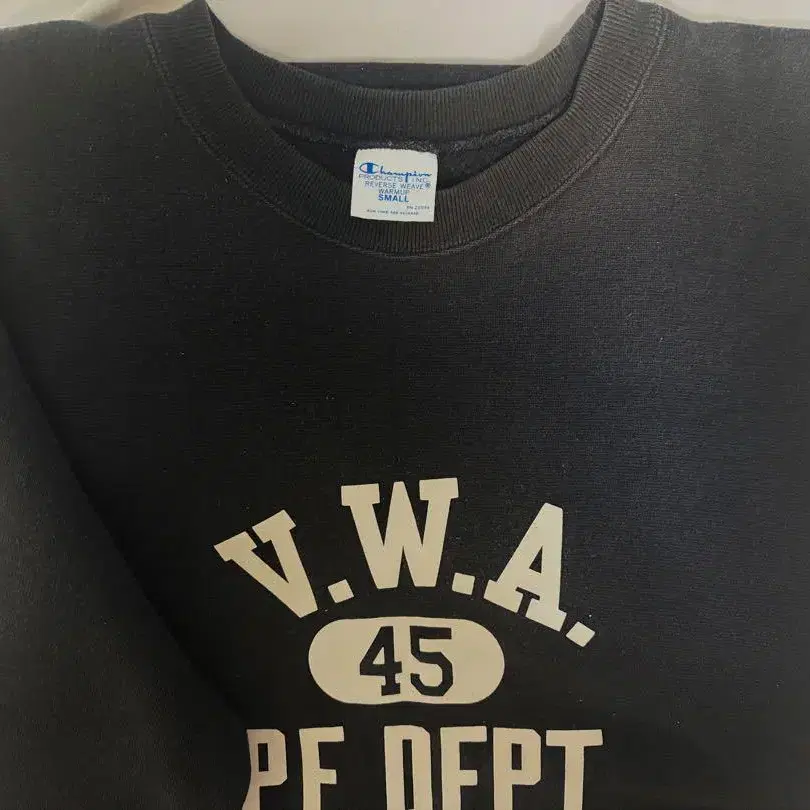 Champion
PRODUCTS INC.
REVERSE WEAVE®
WARMUP
SMALL
V.W.A.
45
PE DEPT